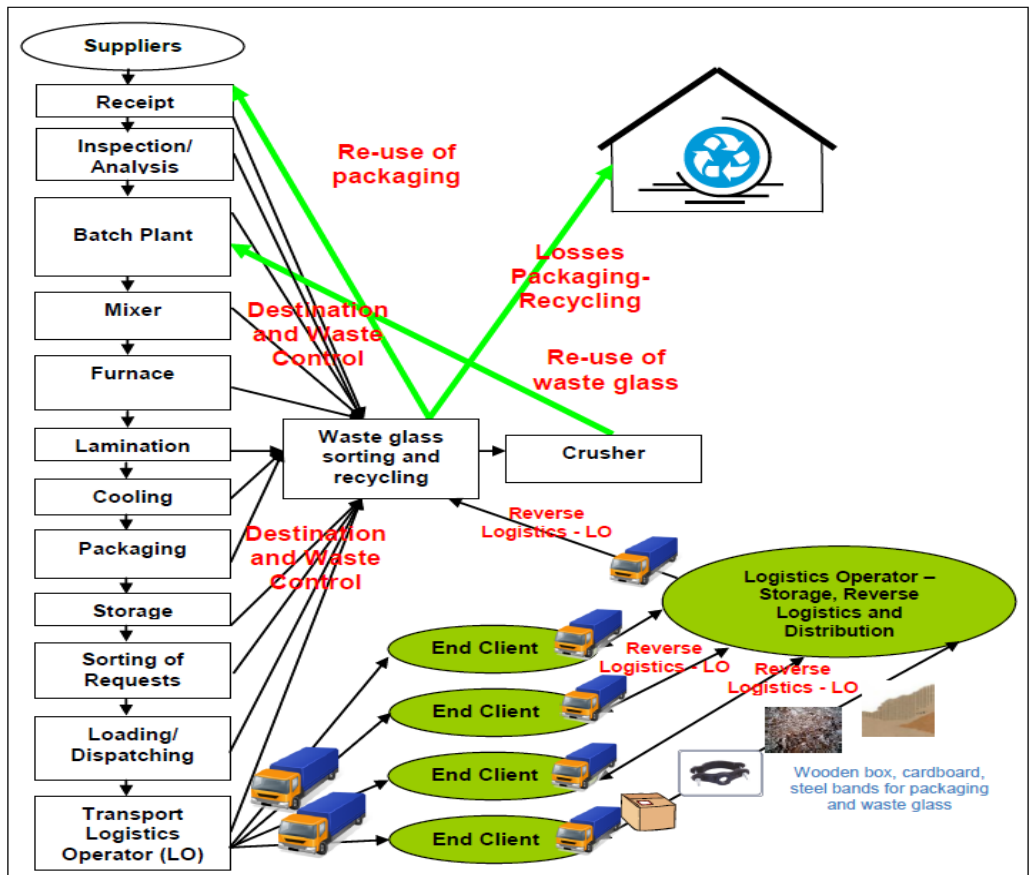 Suppliers
Receipt
Inspection/
Analysis
Batch Plant
Mixer
Furnace
Lamination
Cooling
Packaging
Storage
Sorting of
Requests
Loading/
Dispatching
Transport
Logistics
Operator (LO)
Re-use of
packaging
Losses
Packaging-
Recycling
Destination
and Waste
Control
Re-use of
waste glass
Waste glass
sorting and
recycling
Crusher
Destination
and Waste
Control
Reverse
Logistics - LO
Logistics Operator –
Storage, Reverse
Logistics and
Distribution
End Client
Reverse
Logistics - LO
End Client
Reverse
Logistics - LO
End Client
End Client
Wooden box, cardboard,
steel bands for packaging
and waste glass